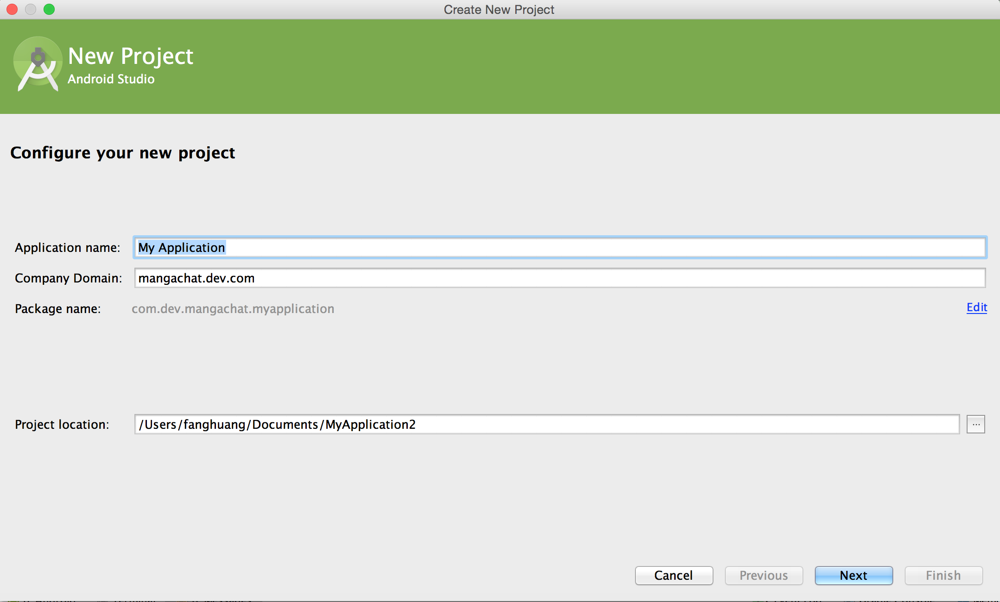 Create New Project
New Project
Android Studio
Configure your new project
Application name: My Application
Company Domain: mangachat.dev.com
Package name: com.dev.mangachat.myapplication Edit
Project location: /Users/fanghuang/Documents/MyApplication2 ...
Cancel Previous Next Finish